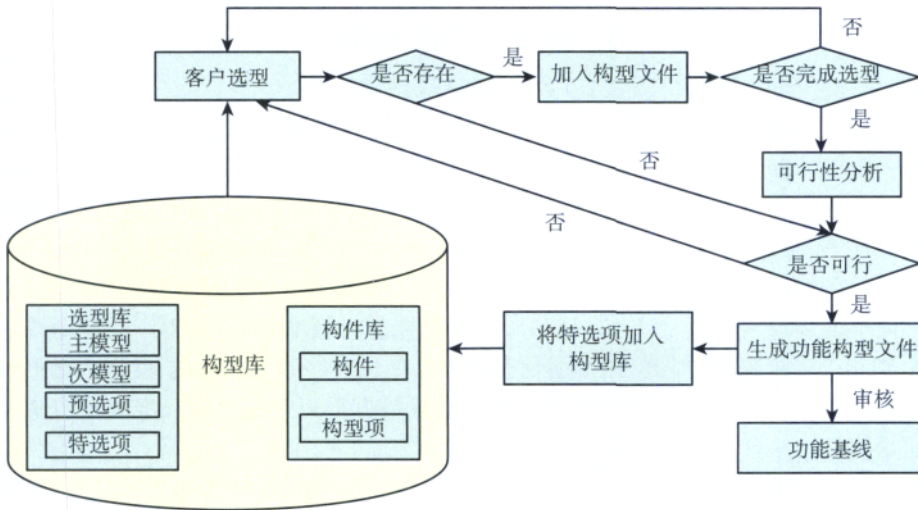 否
客户选型
是否存在
是
加入构型文件
是否完成选型
是
否
可行性分析
否
是否可行
是
选型库
主模型
次模型
预选项
特选项
构型库
构件库
构件
构型项
将特选项加入
构型库
生成功能构型文件
审核
功能基线